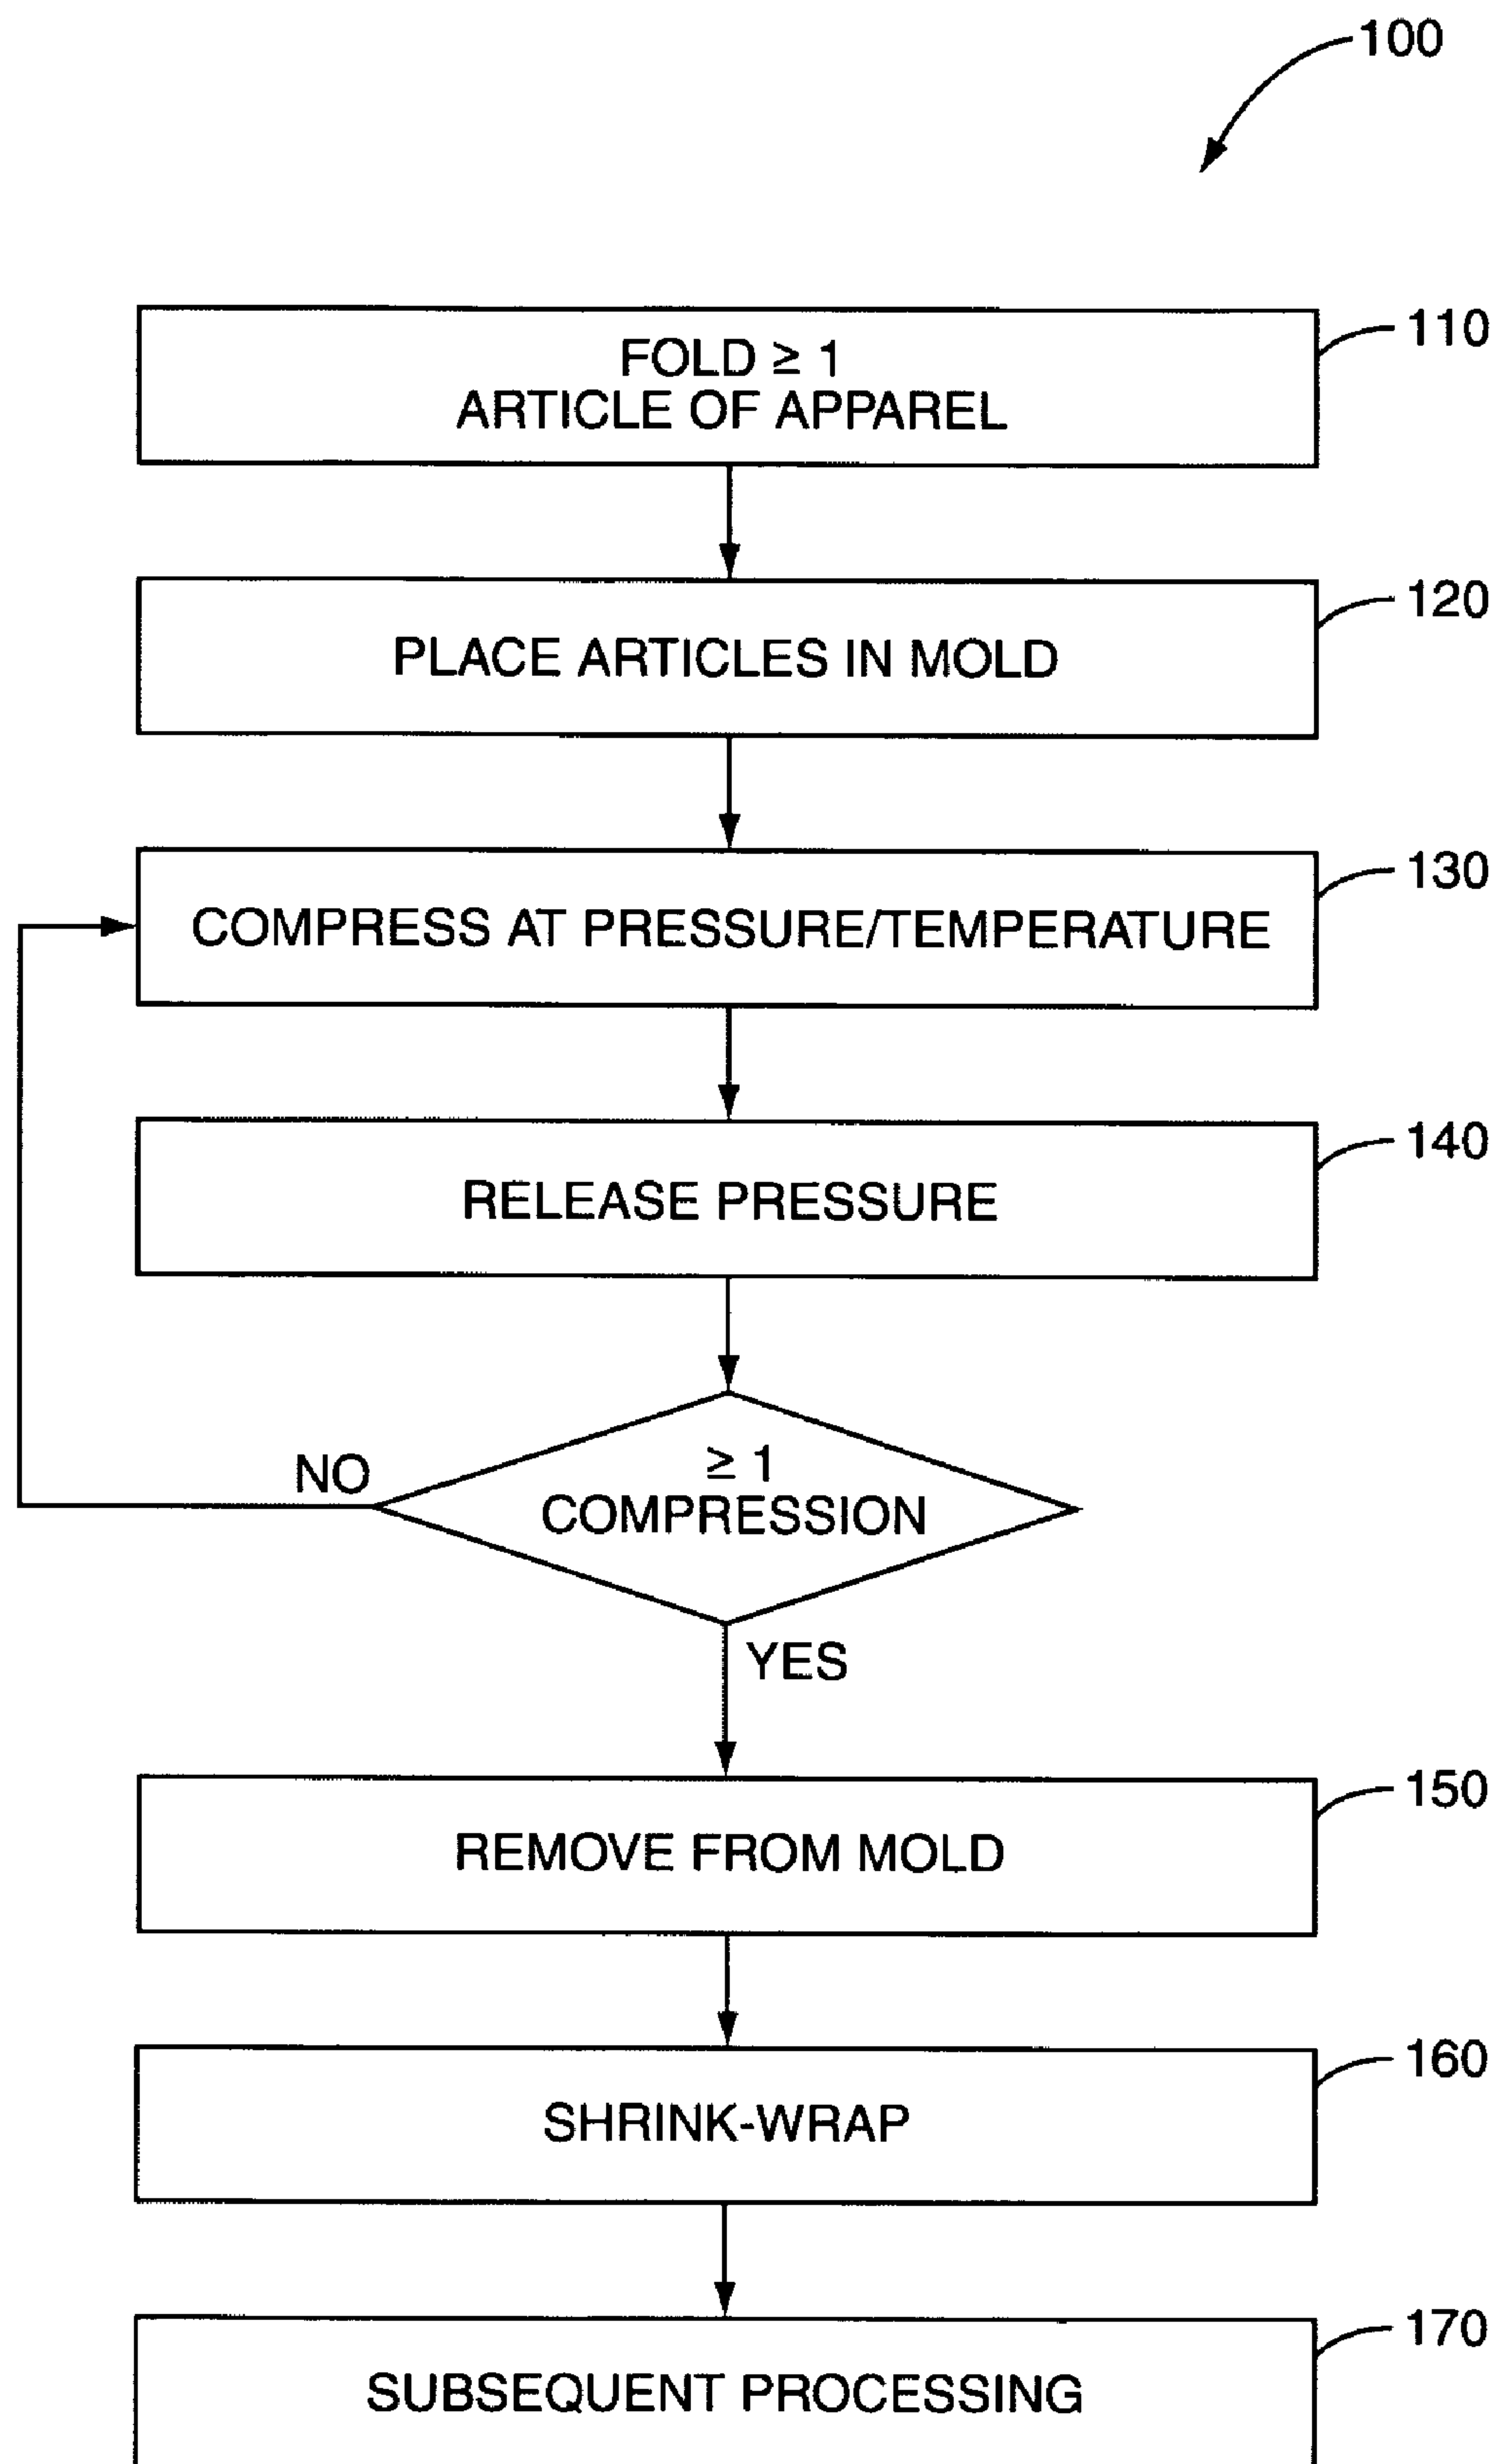 100
FOLD ≥ 1
ARTICLE OF APPAREL
110
PLACE ARTICLES IN MOLD
120
COMPRESS AT PRESSURE/TEMPERATURE
130
RELEASE PRESSURE
140
≥ 1
COMPRESSION
NO
YES
REMOVE FROM MOLD
150
SHRINK-WRAP
160
SUBSEQUENT PROCESSING
170